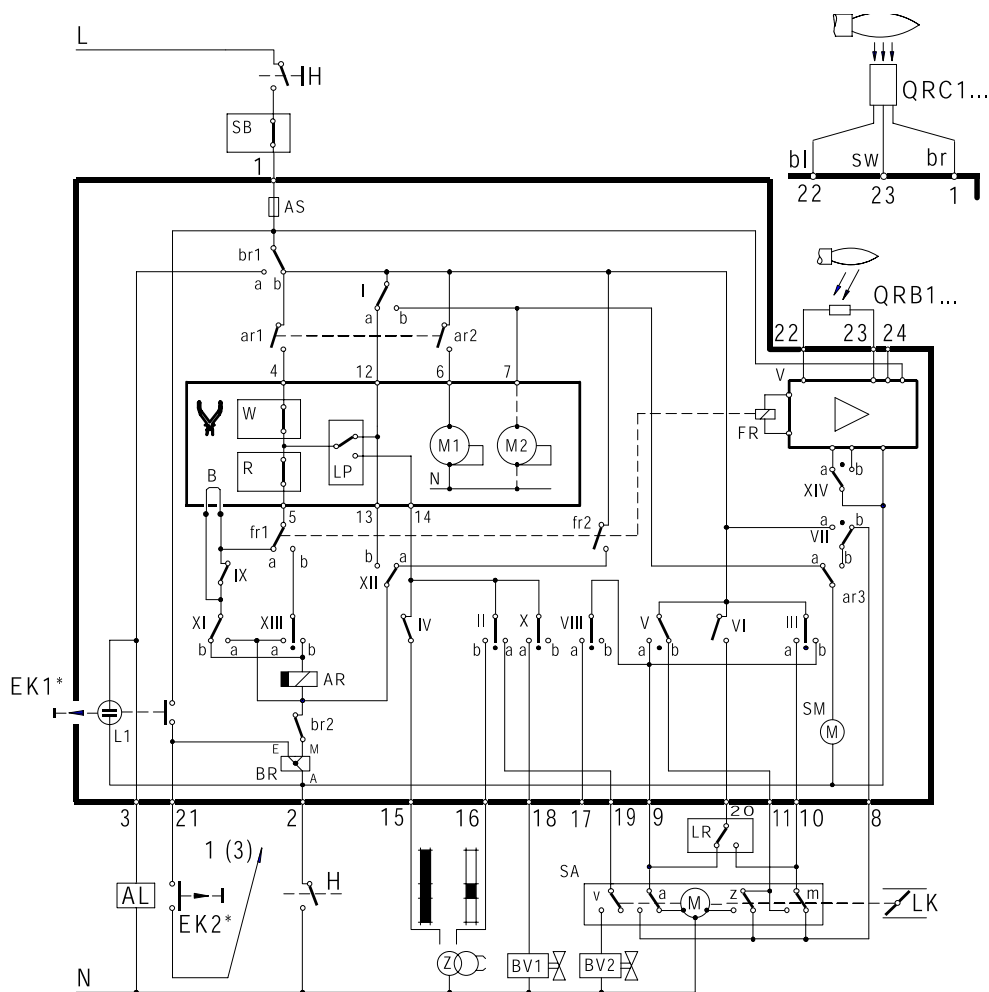 L
H
SB
1
AS
br1
a b
I
a b
ar1
ar2
4 12 6 7
W
R
LP
M1
M2
N
B
5 13 14
fr1
a b
fr2
b a
XII
IX
XI
b a
XIII
a b
IV
II
b a
X
a b
VIII
a b
V
a b
VI
III
a b
AR
br2
E M
BR
A
EK1*
L1
QRC1...
bl sw br
22 23 1
QRB1...
22 23 24
V
FR
a b
XIV
a b
VII
a b
ar3
SM
M
3 21 2 15 16 18 17 19 9 20 11 10 8
1 (3)
LR
AL
EK2*
H
SA
v a M z m
LK
Z
BV1
BV2
N